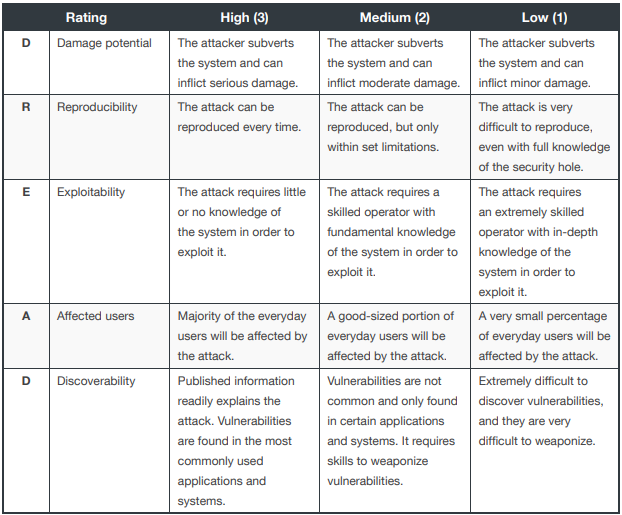 Rating High (3) Medium (2) Low (1)
D Damage potential The attacker subverts The attacker subverts The attacker subverts
the system and can the system and can the system and can
inflict serious damage. inflict moderate damage. inflict minor damage.
R Reproducibility The attack can be The attack can be The attack is very
reproduced every time. reproduced, but only difficult to reproduce,
within set limitations. even with full knowledge
of the security hole.
E Exploitability The attack requires little The attack requires a The attack requires
or no knowledge of skilled operator with an extremely skilled
the system in order to fundamental knowledge operator with in-depth
exploit it. of the system in order to knowledge of the
exploit it. system in order to
exploit it.
A Affected users Majority of the everyday A good-sized portion of A very small percentage
users will be affected by everyday users will be of everyday users will be
the attack. affected by the attack. affected by the attack.
D Discoverability Published information Vulnerabilities are not Extremely difficult to
readily explains the common and only found discover vulnerabilities,
attack. Vulnerabilities in certain applications and they are very
are found in the most and systems. It requires difficult to weaponize.
commonly used skills to weaponize
applications and vulnerabilities.
systems.